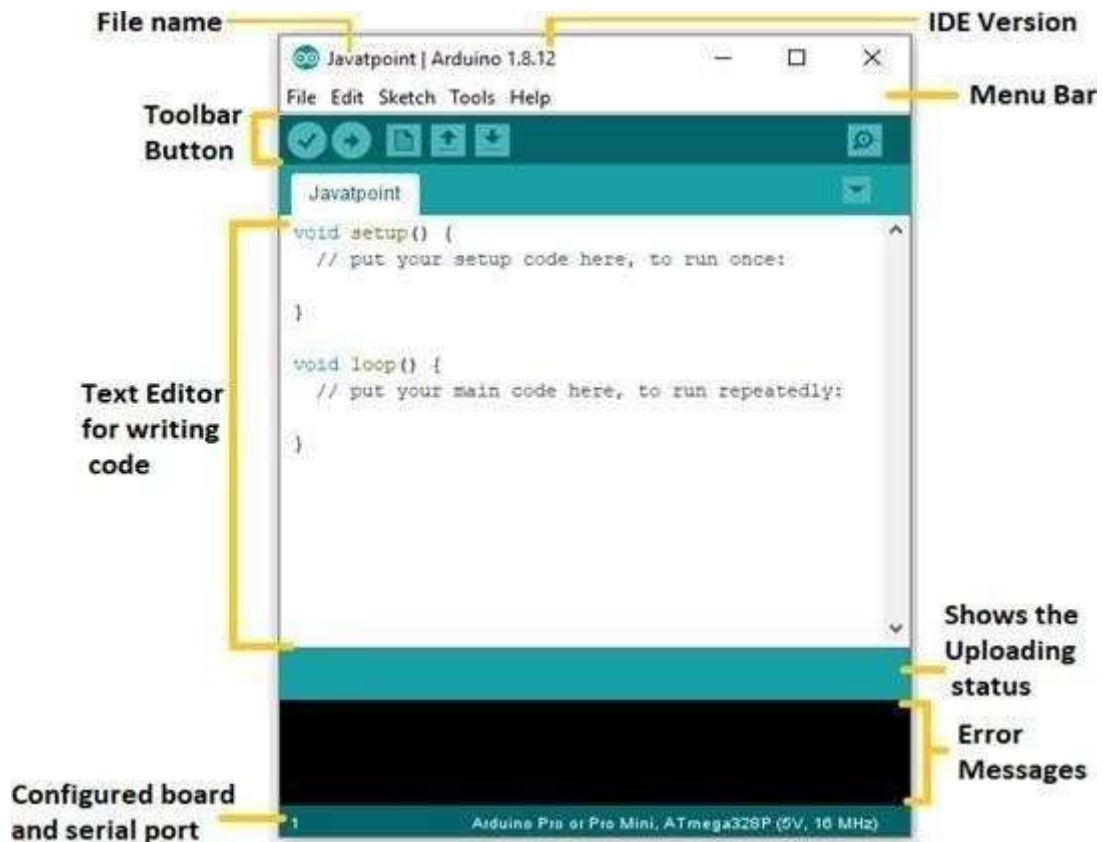 File name
IDE Version
Javatpoint | Arduino 1.8.12
File Edit Sketch Tools Help
Menu Bar
Toolbar
Button
Javatpoint
void setup() {
// put your setup code here, to run once:
}
void loop() {
// put your main code here, to run repeatedly:
}
Text Editor
for writing
code
Shows the
Uploading
status
Error
Messages
Configured board
and serial port
1
Arduino Pro or Pro Mini, ATmega328P (5V, 16 MHz)